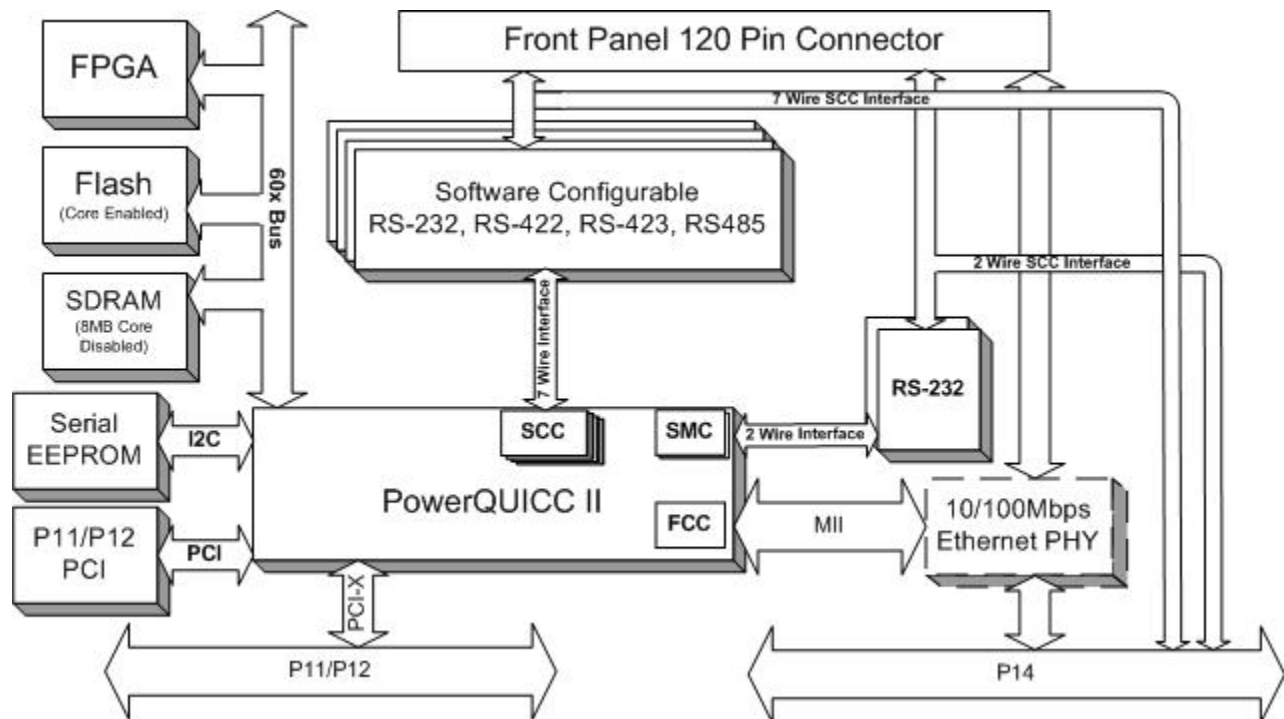 Front Panel 120 Pin Connector
FPGA
7 Wire SCC Interface
Flash
(Core Enabled)
60x Bus
Software Configurable
RS-232, RS-422, RS-423, RS485
2 Wire SCC Interface
SDRAM
(8MB Core
Disabled)
7 Wire Interface
RS-232
Serial
EEPROM
I2C
SCC
SMC
2 Wire Interface
PowerQUICC II
FCC
MII
10/100Mbps
Ethernet PHY
P11/P12
PCI
PCI
PCI-X
P11/P12
P14